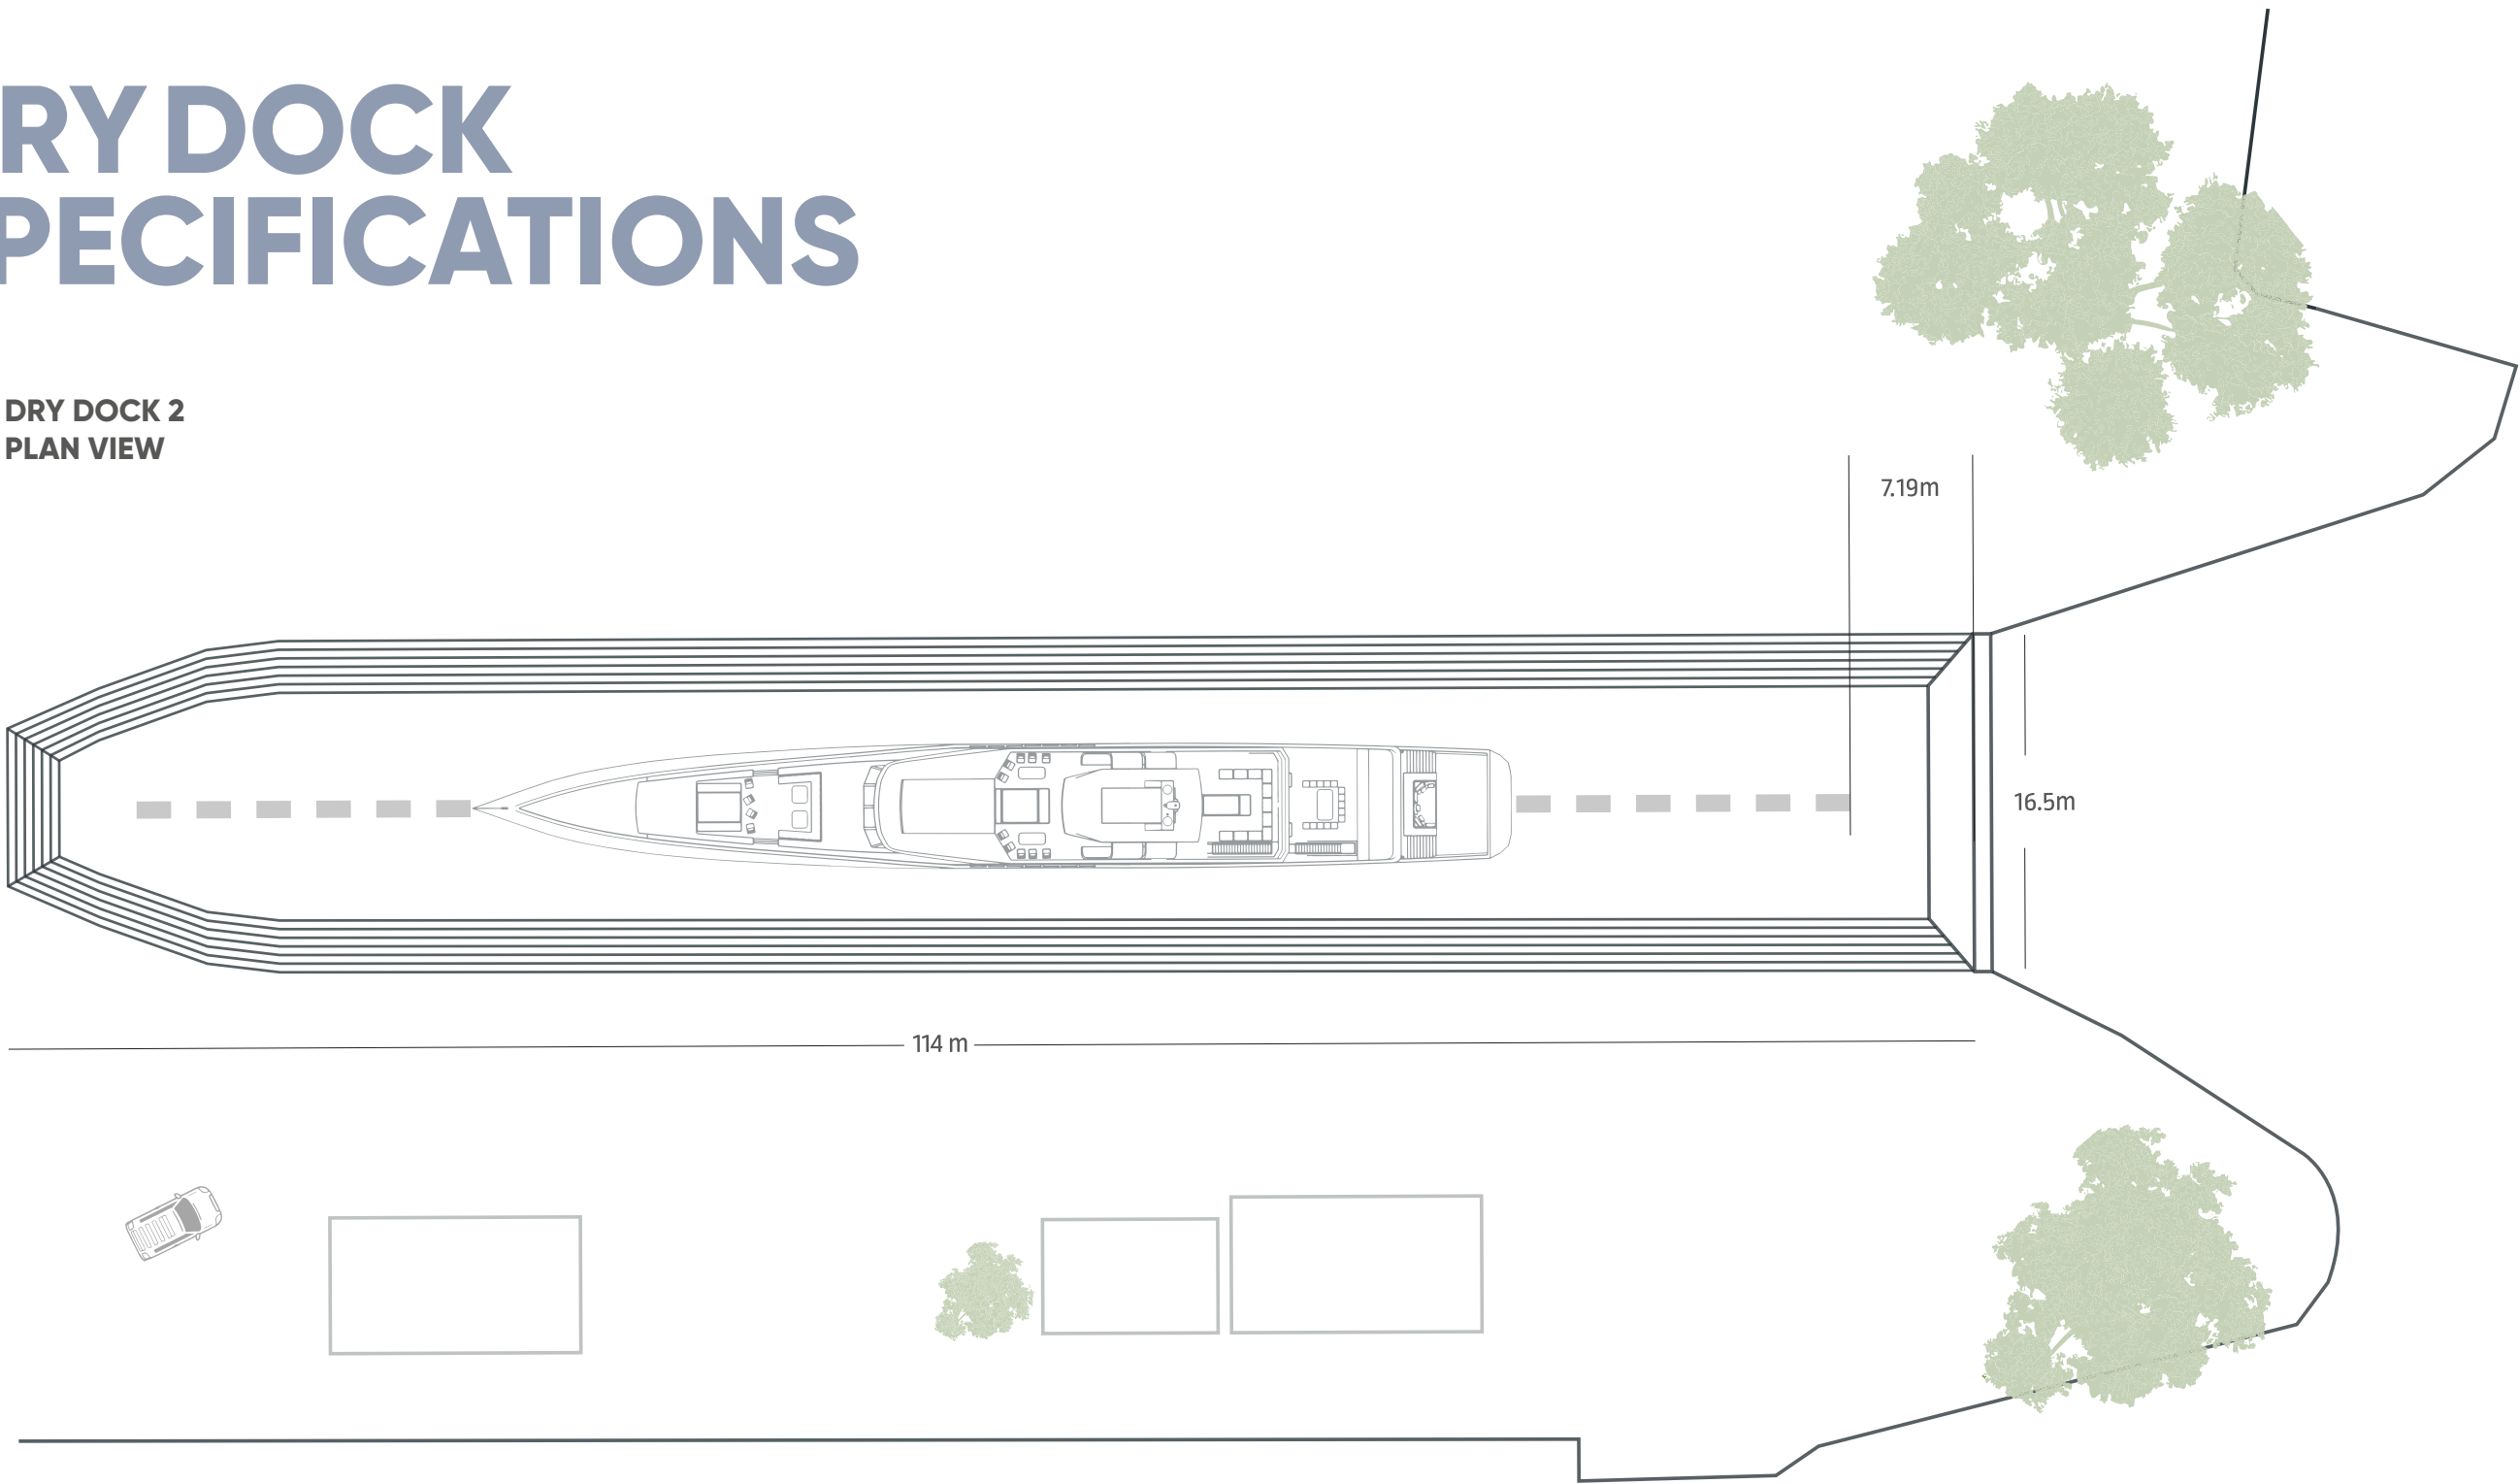 RY DOCK
PECIFICATIONS
DRY DOCK 2
PLAN VIEW
7.19m
16.5m
114 m